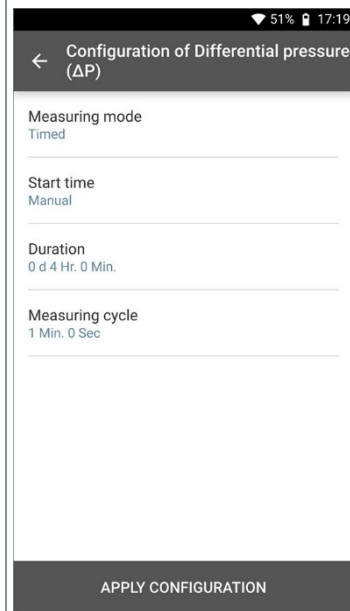 51% 17:19
Configuration of Differential pressure
(ΔP)
Measuring mode
Timed
Start time
Manual
Duration
0 d 4 Hr. 0 Min.
Measuring cycle
1 Min. 0 Sec
APPLY CONFIGURATION